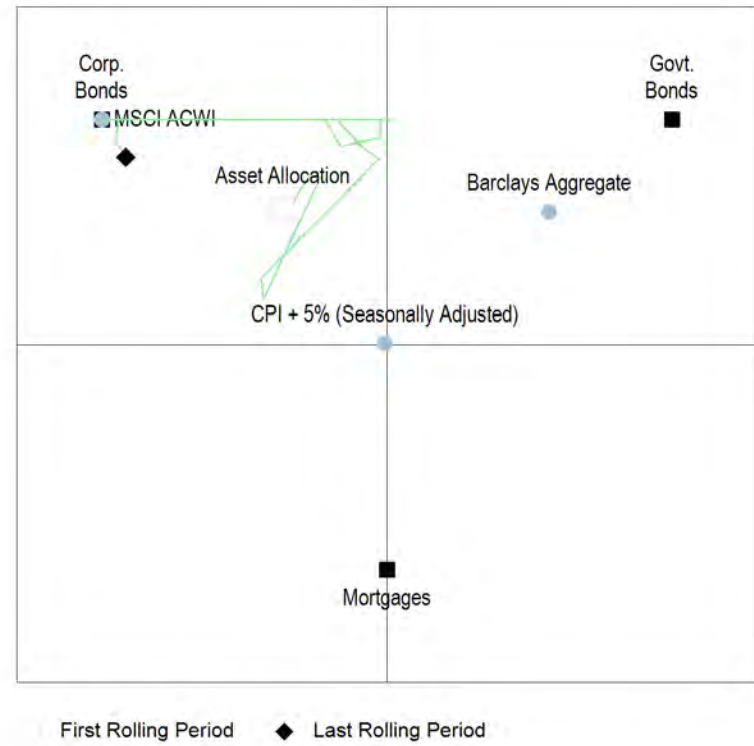 Corp.
Bonds
Govt.
Bonds
MSCI ACWI
Asset Allocation
Barclays Aggregate
CPI + 5% (Seasonally Adjusted)
Mortgages
First Rolling Period
Last Rolling Period